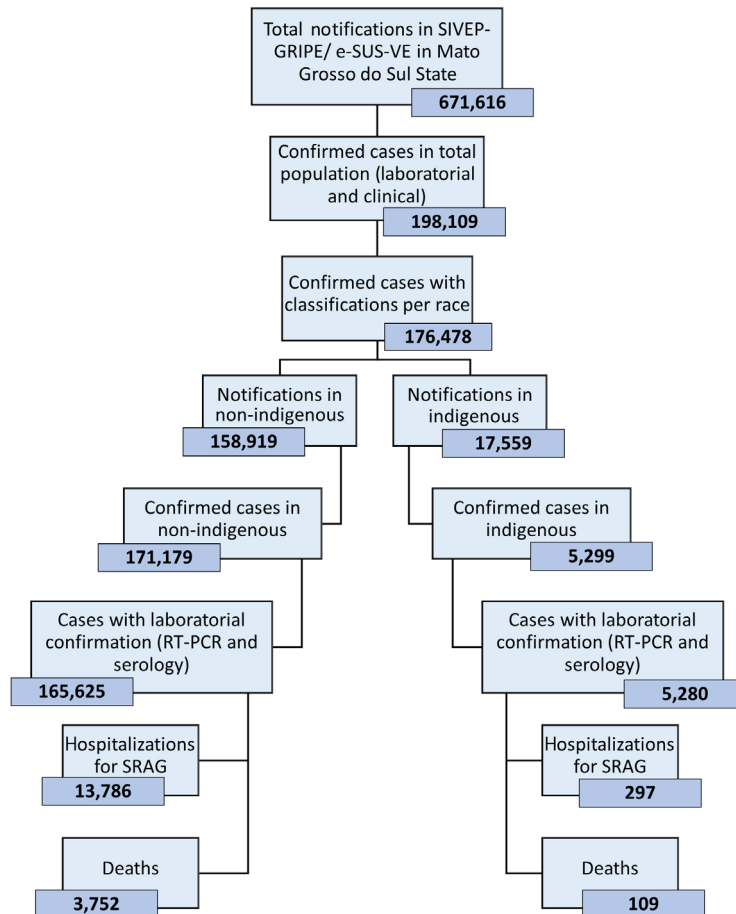 Total notifications in SIVEP-
GRIPE/ e-SUS-VE in Mato
Grosso do Sul State
671,616
Confirmed cases in total
population (laboratorial
and clinical)
198,109
Confirmed cases with
classifications per race
176,478
Notifications in
non-indigenous
158,919
Notifications in
indigenous
17,559
Confirmed cases in
non-indigenous
171,179
Confirmed cases in
indigenous
5,299
Cases with laboratorial
confirmation (RT-PCR and
serology)
165,625
Cases with laboratorial
confirmation (RT-PCR and
serology)
5,280
Hospitalizations
for SRAG
13,786
Hospitalizations
for SRAG
297
Deaths
3,752
Deaths
109